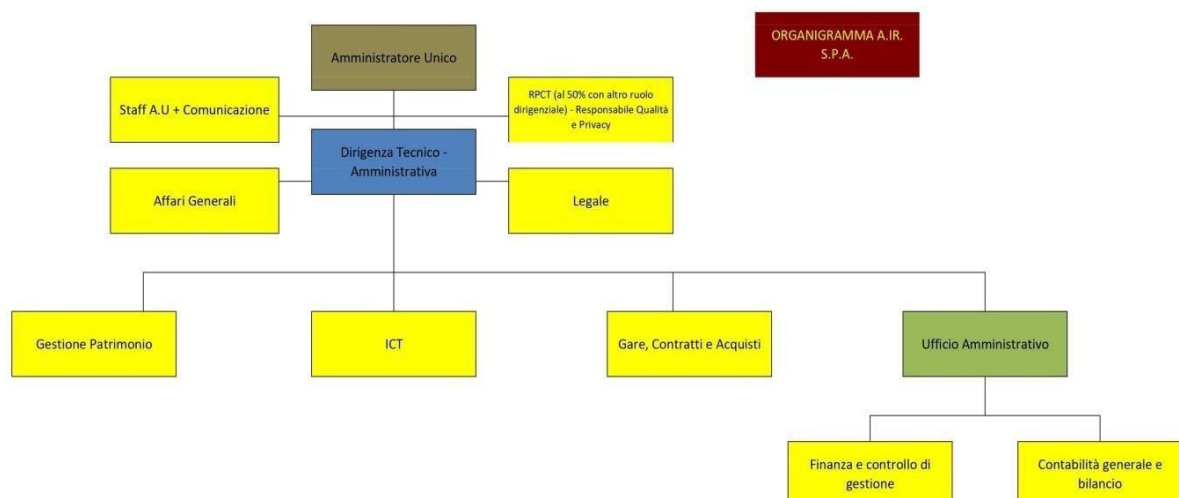 ORGANIGRAMMA A.IR.
S.P.A.
Amministratore Unico
Staff A.U + Comunicazione
RPCT (al 50% con altro ruolo
dirigenziale) - Responsabile Qualità
e Privacy
Dirigenza Tecnico -
Amministrativa
Affari Generali
Legale
Gestione Patrimonio
ICT
Gare, Contratti e Acquisti
Ufficio Amministrativo
Finanza e controllo di
gestione
Contabilità generale e
bilancio